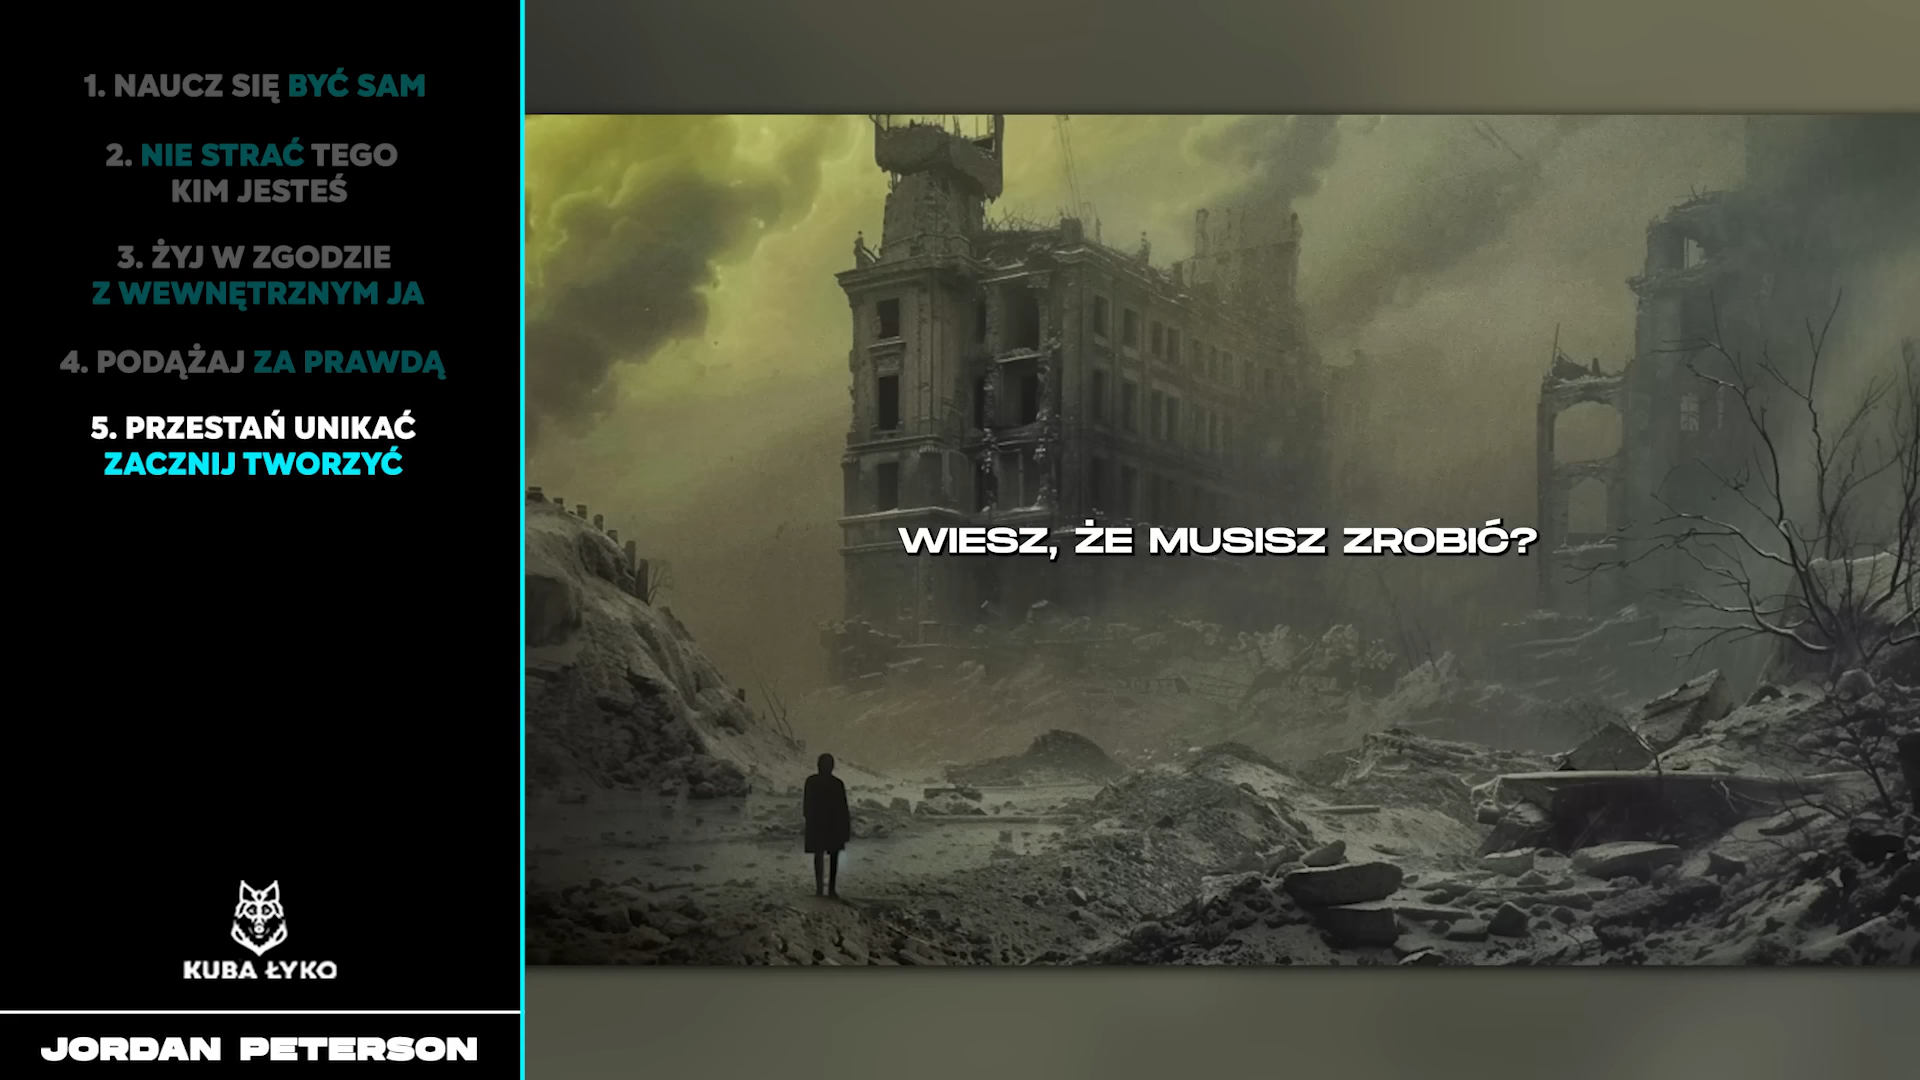 1. NAUCZ SIĘ BYĆ SAM
2. NIE STRAĆ TEGO
KIM JESTEŚ
3. ŻYJ W ZGODZIE
Z WEWNĘTRZNYM JA
4. PODĄŻAJ ZA PRAWDĄ
5. PRZESTAŃ UNIKAĆ
ZACZNIJ TWORZYĆ
KUBA ŁYKO
JORDAN PETERSON
WIESZ, ŻE MUSISZ ZROBIĆ?